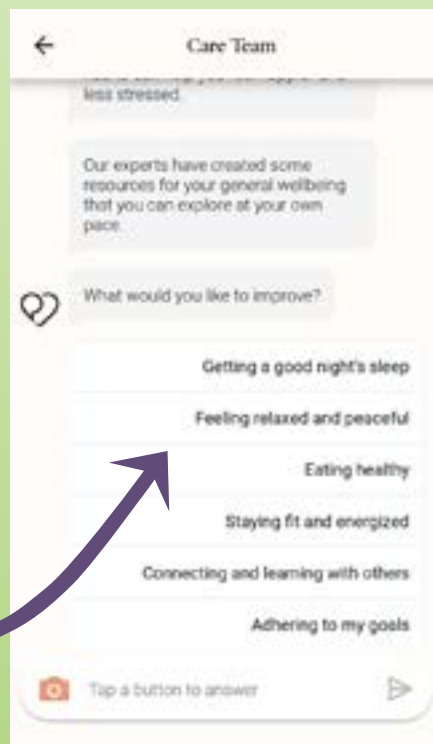 Care Team
less stressed.
Our experts have created some
resources for your general wellbeing
that you can explore at your own
pace.
What would you like to improve?
Getting a good night's sleep
Feeling relaxed and peaceful
Eating healthy
Staying fit and energized
Connecting and learning with others
Adhering to my goals
Tap a button to answer